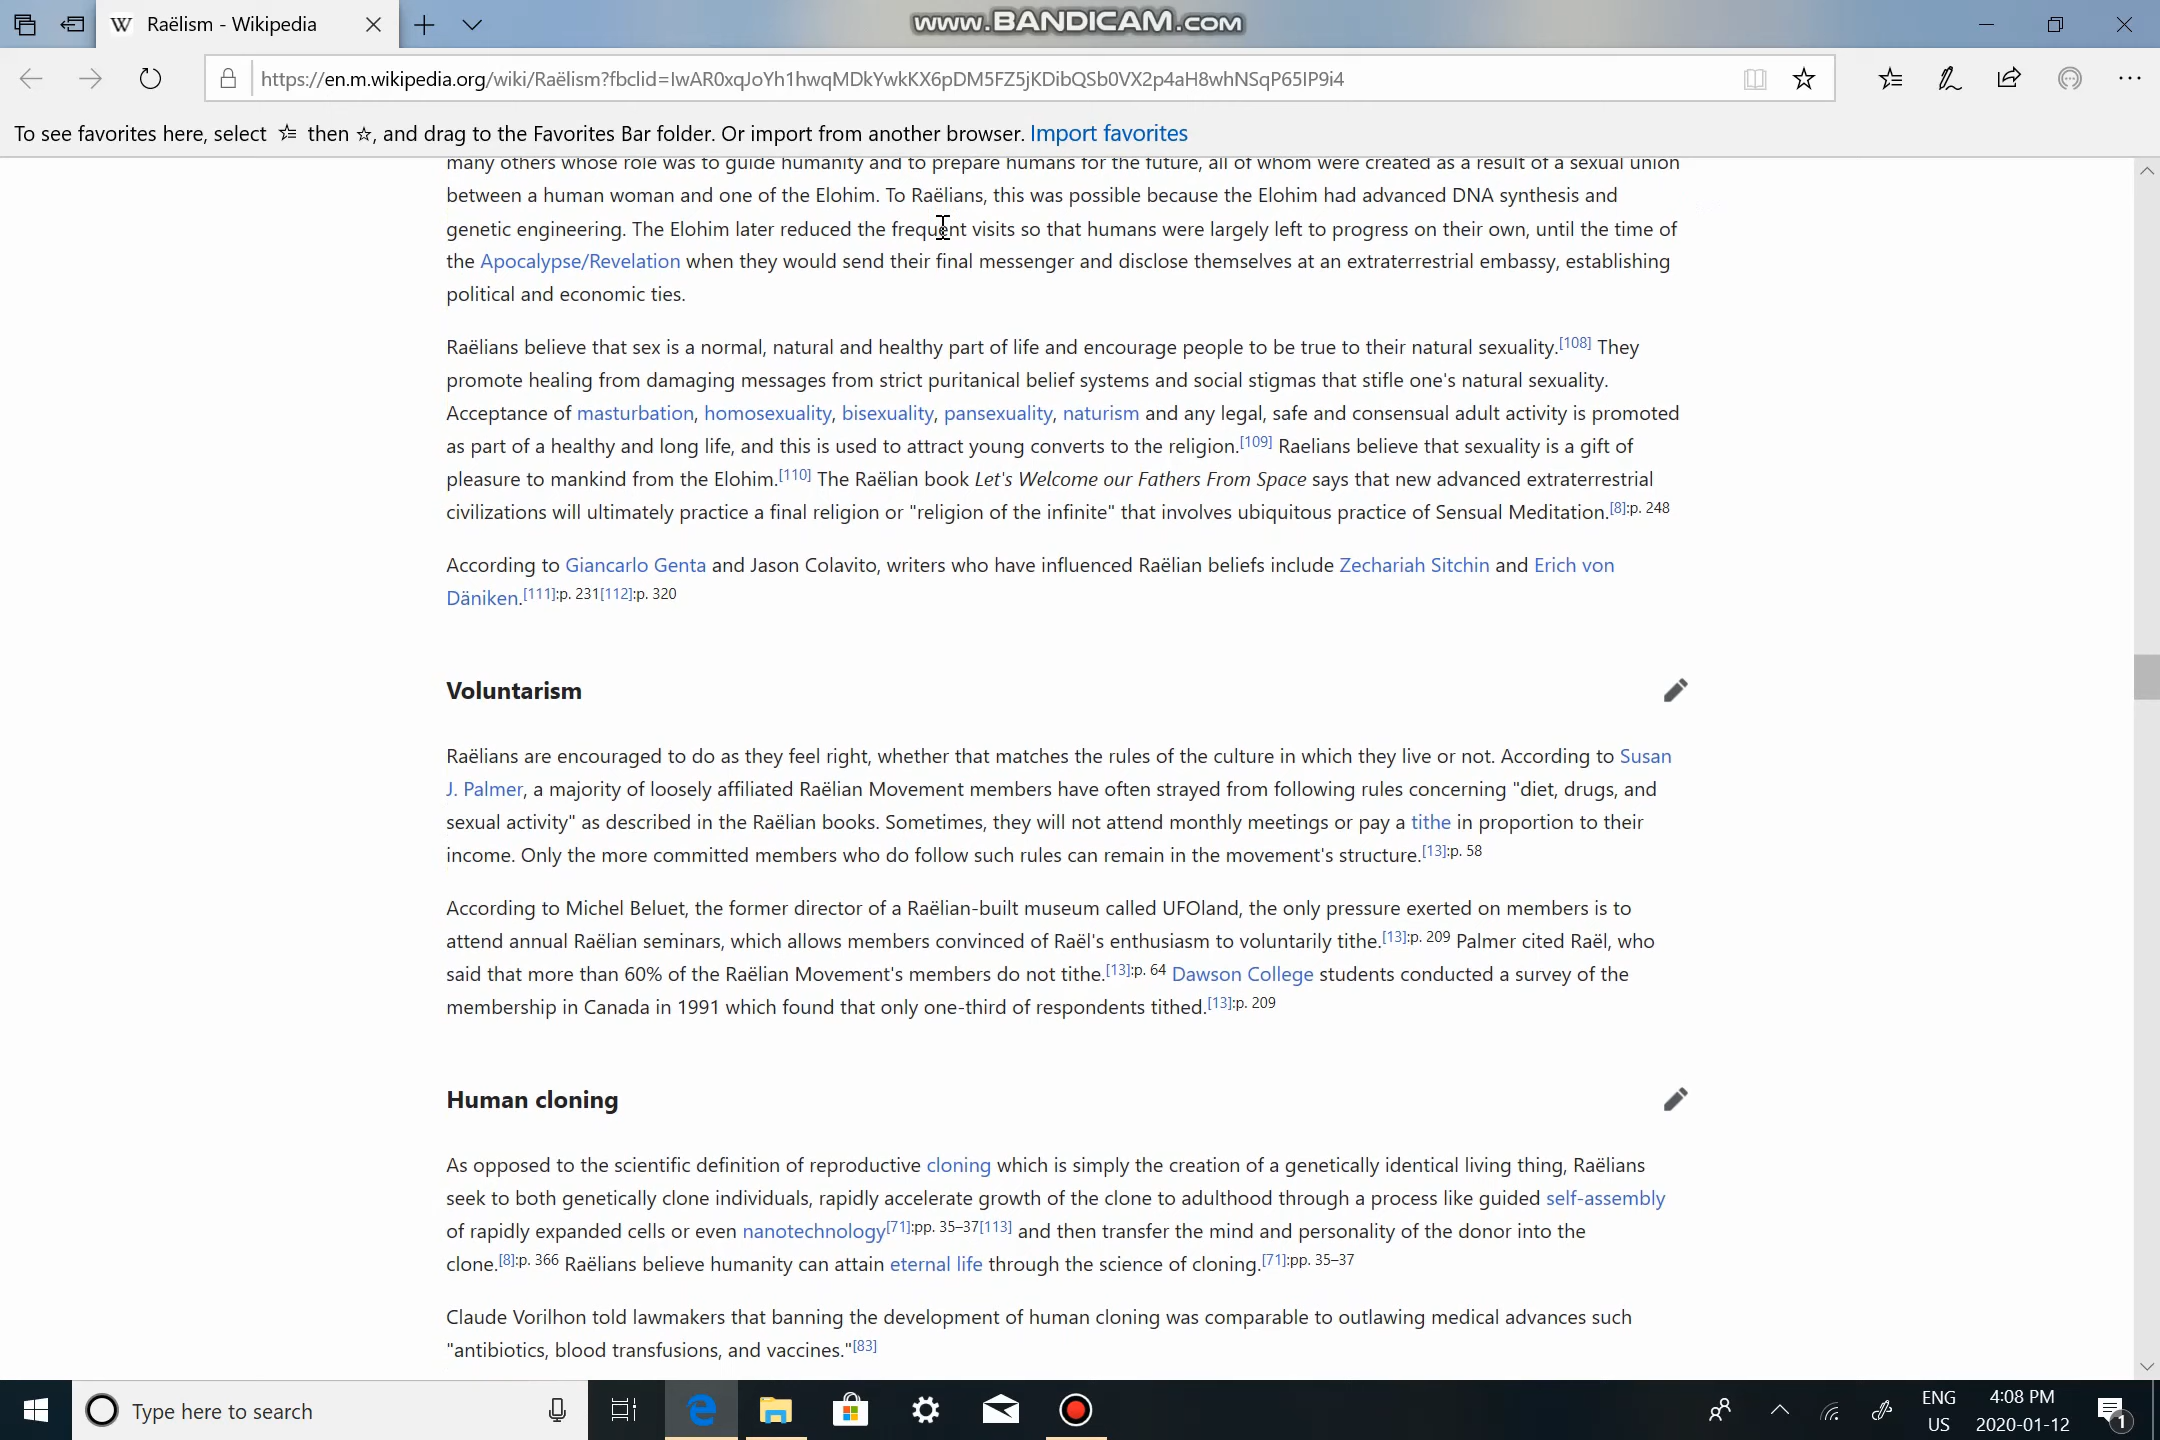 Raëlism - Wikipedia
www.BANDICAM.com
https://en.m.wikipedia.org/wiki/Raëlism?fbclid=IwAR0xqJoYh1hwqMDkYwkKX6pDM5FZ5jKDibQSb0VX2p4aH8whNSqP65IP9i4
To see favorites here, select then , and drag to the Favorites Bar folder. Or import from another browser. Import favorites
many others whose role was to guide humanity and to prepare humans for the future, all of whom were created as a result of a sexual union
between a human woman and one of the Elohim. To Raëlians, this was possible because the Elohim had advanced DNA synthesis and
genetic engineering. The Elohim later reduced the frequent visits so that humans were largely left to progress on their own, until the time of
the Apocalypse/Revelation when they would send their final messenger and disclose themselves at an extraterrestrial embassy, establishing
political and economic ties.
Raëlians believe that sex is a normal, natural and healthy part of life and encourage people to be true to their natural sexuality.[108] They
promote healing from damaging messages from strict puritanical belief systems and social stigmas that stifle one's natural sexuality.
Acceptance of masturbation, homosexuality, bisexuality, pansexuality, naturism and any legal, safe and consensual adult activity is promoted
as part of a healthy and long life, and this is used to attract young converts to the religion.[109] Raelians believe that sexuality is a gift of
pleasure to mankind from the Elohim.[110] The Raëlian book Let's Welcome our Fathers From Space says that new advanced extraterrestrial
civilizations will ultimately practice a final religion or "religion of the infinite" that involves ubiquitous practice of Sensual Meditation.[8]:p. 248
According to Giancarlo Genta and Jason Colavito, writers who have influenced Raëlian beliefs include Zechariah Sitchin and Erich von
Däniken.[111]:p. 231[112]:p. 320
Voluntarism
Raëlians are encouraged to do as they feel right, whether that matches the rules of the culture in which they live or not. According to Susan
J. Palmer, a majority of loosely affiliated Raëlian Movement members have often strayed from following rules concerning "diet, drugs, and
sexual activity" as described in the Raëlian books. Sometimes, they will not attend monthly meetings or pay a tithe in proportion to their
income. Only the more committed members who do follow such rules can remain in the movement's structure.[13]:p. 58
According to Michel Beluet, the former director of a Raëlian-built museum called UFOland, the only pressure exerted on members is to
attend annual Raëlian seminars, which allows members convinced of Raël's enthusiasm to voluntarily tithe.[13]:p. 209 Palmer cited Raël, who
said that more than 60% of the Raëlian Movement's members do not tithe.[13]:p. 64 Dawson College students conducted a survey of the
membership in Canada in 1991 which found that only one-third of respondents tithed.[13]:p. 209
Human cloning
As opposed to the scientific definition of reproductive cloning which is simply the creation of a genetically identical living thing, Raëlians
seek to both genetically clone individuals, rapidly accelerate growth of the clone to adulthood through a process like guided self-assembly
of rapidly expanded cells or even nanotechnology[71]:pp. 35–37[113] and then transfer the mind and personality of the donor into the
clone.[8]:p. 366 Raëlians believe humanity can attain eternal life through the science of cloning.[71]:pp. 35–37
Claude Vorilhon told lawmakers that banning the development of human cloning was comparable to outlawing medical advances such
"antibiotics, blood transfusions, and vaccines."[83]
Type here to search
ENG
US
4:08 PM
2020-01-12
1